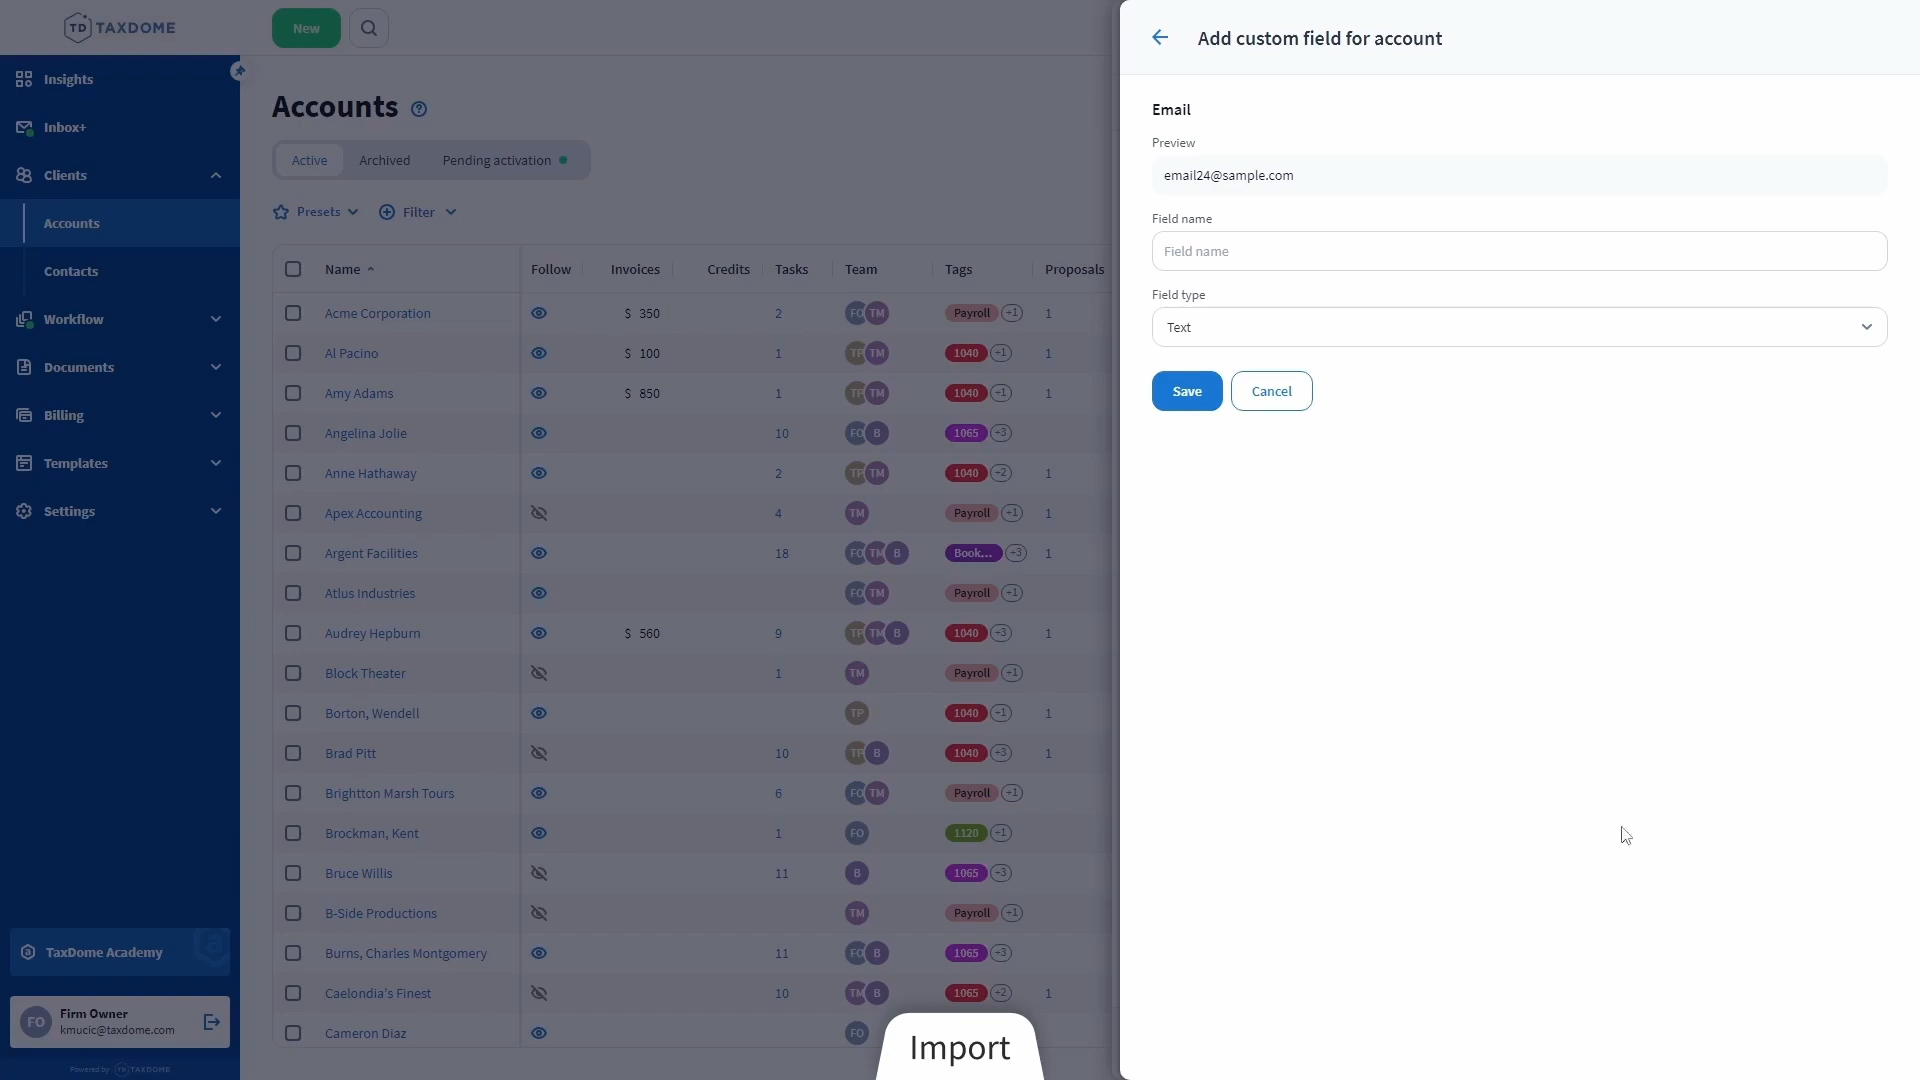 TD TAXDOME
New
Insights
Inbox+
Clients
Accounts
Contacts
Workflow
Documents
Billing
Templates
Settings
TaxDome Academy
FO Firm Owner
kmucic@taxdome.com
Powered by TD TAXDOME
Accounts
Active Archived Pending activation
Presets Filter
Name Follow Invoices Credits Tasks Team Tags Proposals
Acme Corporation $ 350 2 FO TM Payroll +1 1
Al Pacino $ 100 1 TP TM 1040 +1 1
Amy Adams $ 850 1 TP TM 1040 +1 1
Angelina Jolie 10 FO B 1065 +3
Anne Hathaway 2 TP TM 1040 +2 1
Apex Accounting 4 TM Payroll +1 1
Argent Facilities 18 FO TM B Book... +3 1
Atlus Industries FO TM Payroll +1
Audrey Hepburn $ 560 9 TP TM B 1040 +3 1
Block Theater 1 TM Payroll +1
Borton, Wendell TP 1040 +1 1
Brad Pitt 10 TP B 1040 +3 1
Brightton Marsh Tours 6 FO TM Payroll +1
Brockman, Kent 1 FO 1120 +1
Bruce Willis 11 B 1065 +3
B-Side Productions TM Payroll +1
Burns, Charles Montgomery 11 FO B 1065 +3
Caelondia's Finest 10 TM B 1065 +2 1
Cameron Diaz FO
Import
Add custom field for account
Email
Preview
email24@sample.com
Field name
Field name
Field type
Text
Save Cancel